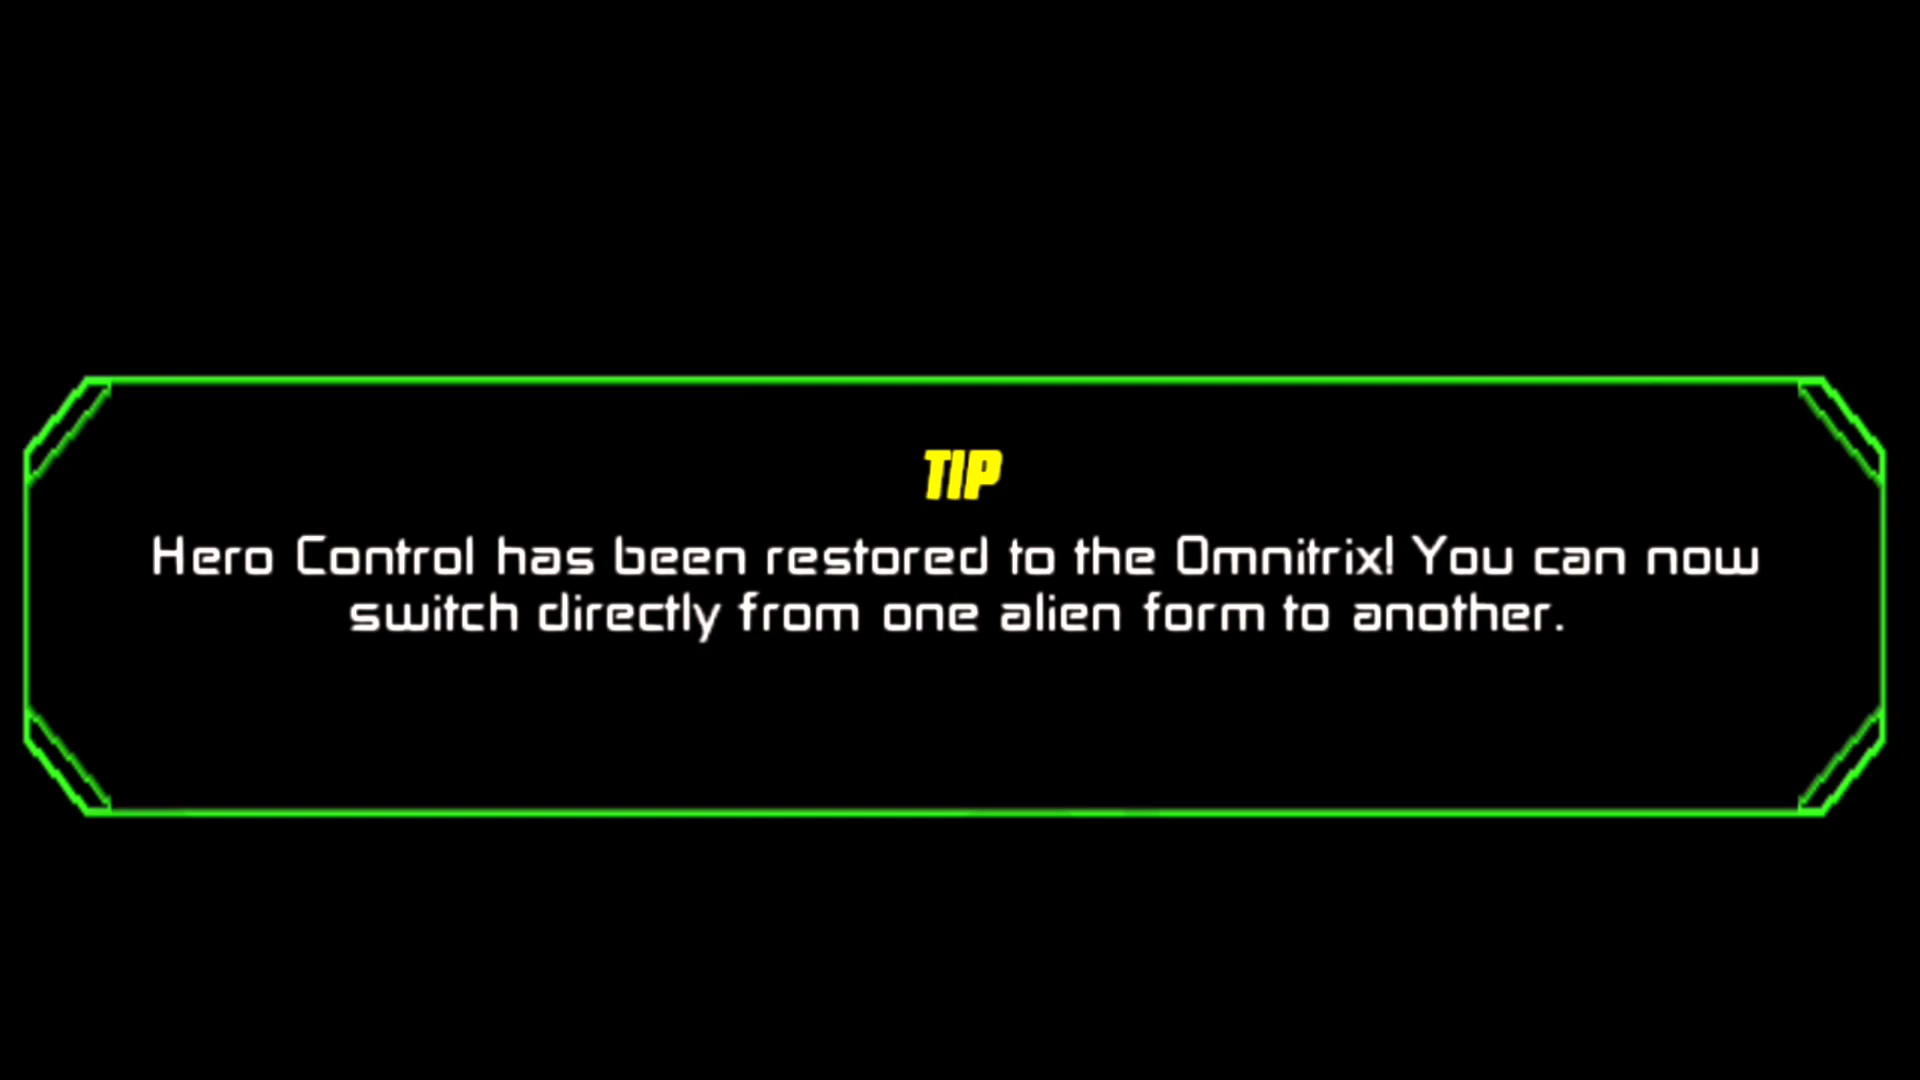 TIP
Hero Control has been restored to the Omnitrix! You can now
switch directly from one alien form to another.